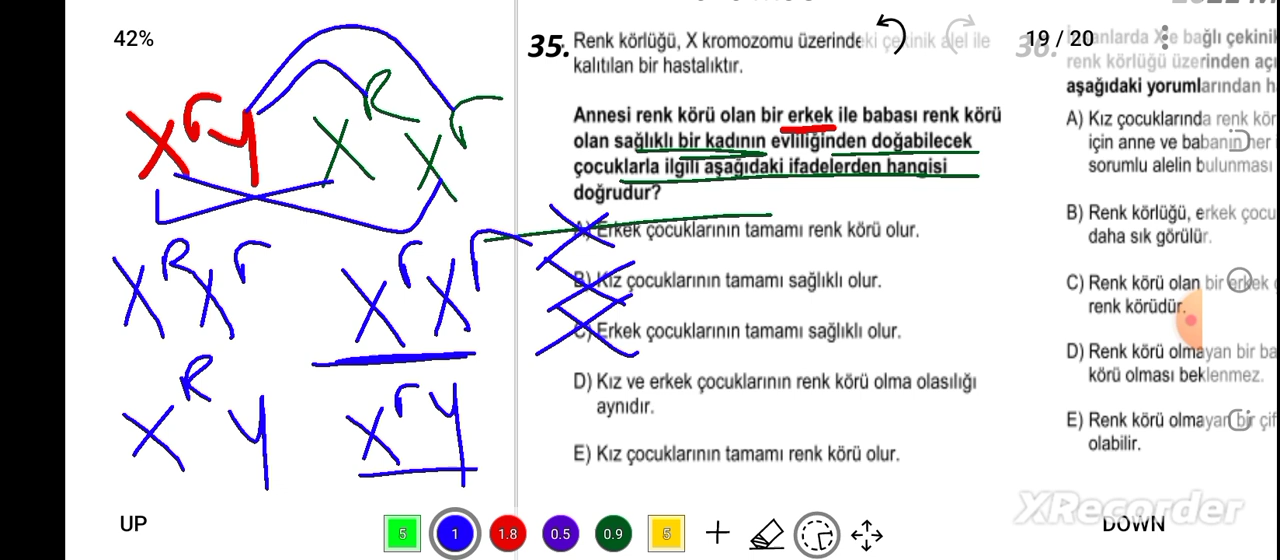 42%
19 / 20
X^r y X^R X^r
X^R X^r X^r X^r
X^R y X^r y
UP
35. Renk körlüğü, X kromozomu üzerindeki çekinik alel ile
kalıtılan bir hastalıktır.
Annesi renk körü olan bir erkek ile babası renk körü
olan sağlıklı bir kadının evliliğinden doğabilecek
çocuklarla ilgili aşağıdaki ifadelerden hangisi
doğrudur?
A) Erkek çocuklarının tamamı renk körü olur.
B) Kız çocuklarının tamamı sağlıklı olur.
C) Erkek çocuklarının tamamı sağlıklı olur.
D) Kız ve erkek çocuklarının renk körü olma olasılığı
aynıdır.
E) Kız çocuklarının tamamı renk körü olur.
36. X'e bağlı
renk körlüğü üzerinden
aşağıdaki yorumlarından
A) Kız çocuklarında renk
için anne ve babanın her
sorumlu alelin bulunması
B) Renk körlüğü, erkek
daha sık görülür.
C) Renk körü olan bir erkek
renk körüdür.
D) Renk körü olmayan bir
körü olması beklenmez.
E) Renk körü olmayan bir
olabilir.
5 1 1.8 0.5 0.9 5
XRecorder
DOWN